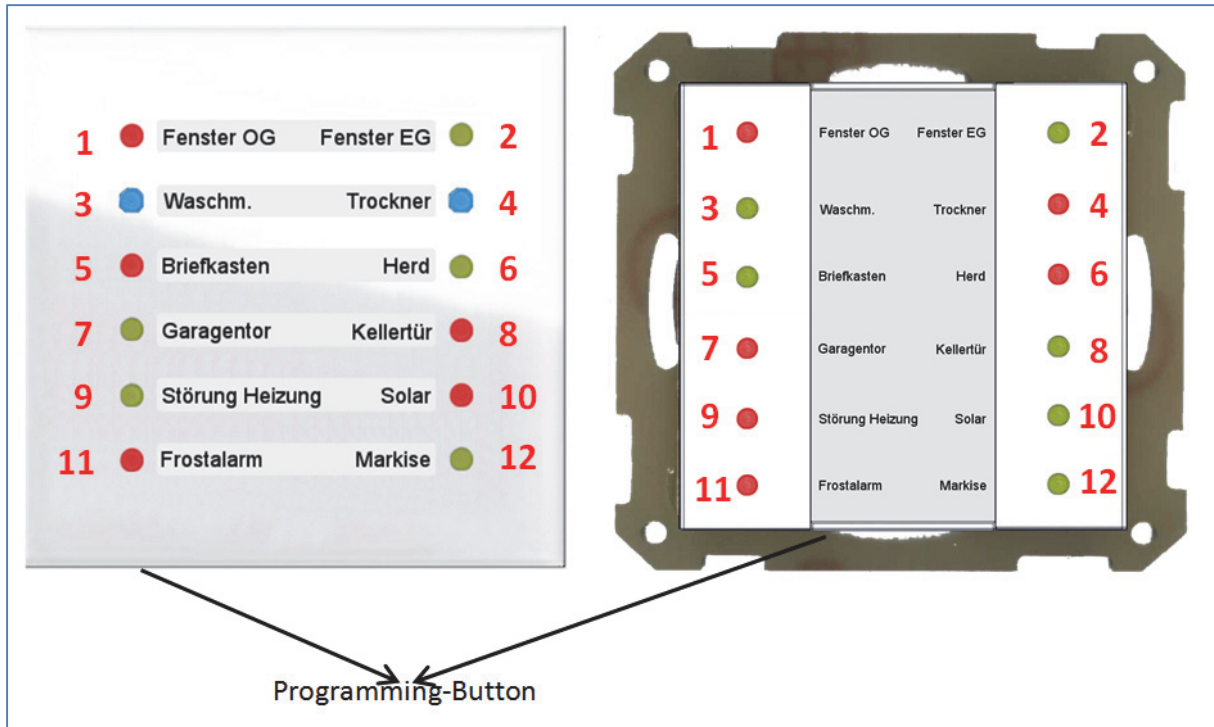 1 Fenster OG Fenster EG 2
3 Waschm. Trockner 4
5 Briefkasten Herd 6
7 Garagentor Kellertür 8
9 Störung Heizung Solar 10
11 Frostalarm Markise 12
1 Fenster OG Fenster EG 2
3 Waschm. Trockner 4
5 Briefkasten Herd 6
7 Garagentor Kellertür 8
9 Störung Heizung Solar 10
11 Frostalarm Markise 12
Programming-Button